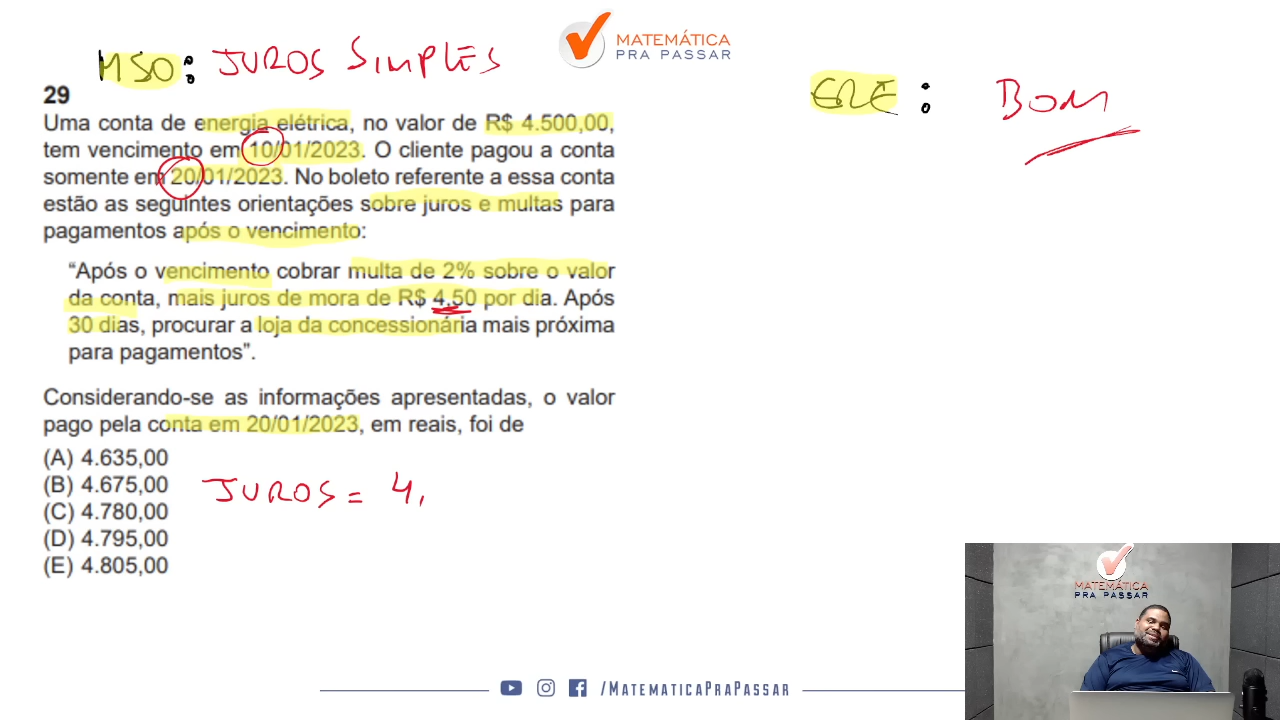 MATEMÁTICA
PRA PASSAR
MSO: JUROS SIMPLES
29
Uma conta de energia elétrica, no valor de R$ 4.500,00,
tem vencimento em 10/01/2023. O cliente pagou a conta
somente em 20/01/2023. No boleto referente a essa conta
estão as seguintes orientações sobre juros e multas para
pagamentos após o vencimento:
“Após o vencimento cobrar multa de 2% sobre o valor
da conta, mais juros de mora de R$ 4,50 por dia. Após
30 dias, procurar a loja da concessionária mais próxima
para pagamentos”.
Considerando-se as informações apresentadas, o valor
pago pela conta em 20/01/2023, em reais, foi de
(A) 4.635,00
(B) 4.675,00
(C) 4.780,00
(D) 4.795,00
(E) 4.805,00
JUROS = 4,
: BOM
MATEMÁTICA
PRA PASSAR
/MatematicaPraPassar